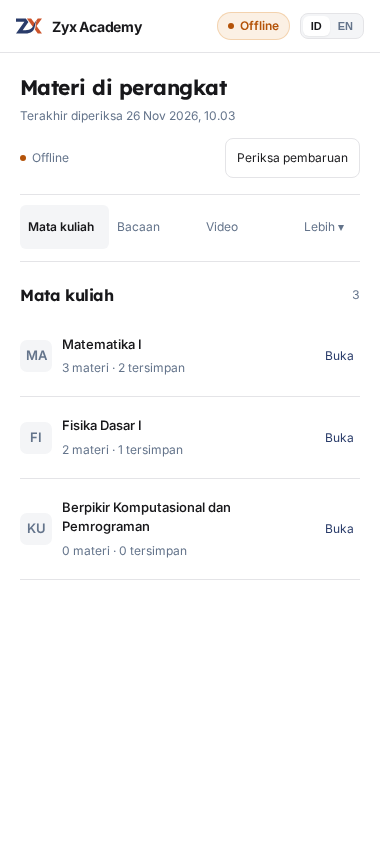 ZX Zyx Academy
Offline
ID EN
Materi di perangkat
Terakhir diperiksa 26 Nov 2026, 10.03
Offline
Periksa pembaruan
Mata kuliah Bacaan Video Lebih ▾
Mata kuliah 3
MA
Matematika I
3 materi · 2 tersimpan
Buka
FI
Fisika Dasar I
2 materi · 1 tersimpan
Buka
KU
Berpikir Komputasional dan
Pemrograman
0 materi · 0 tersimpan
Buka